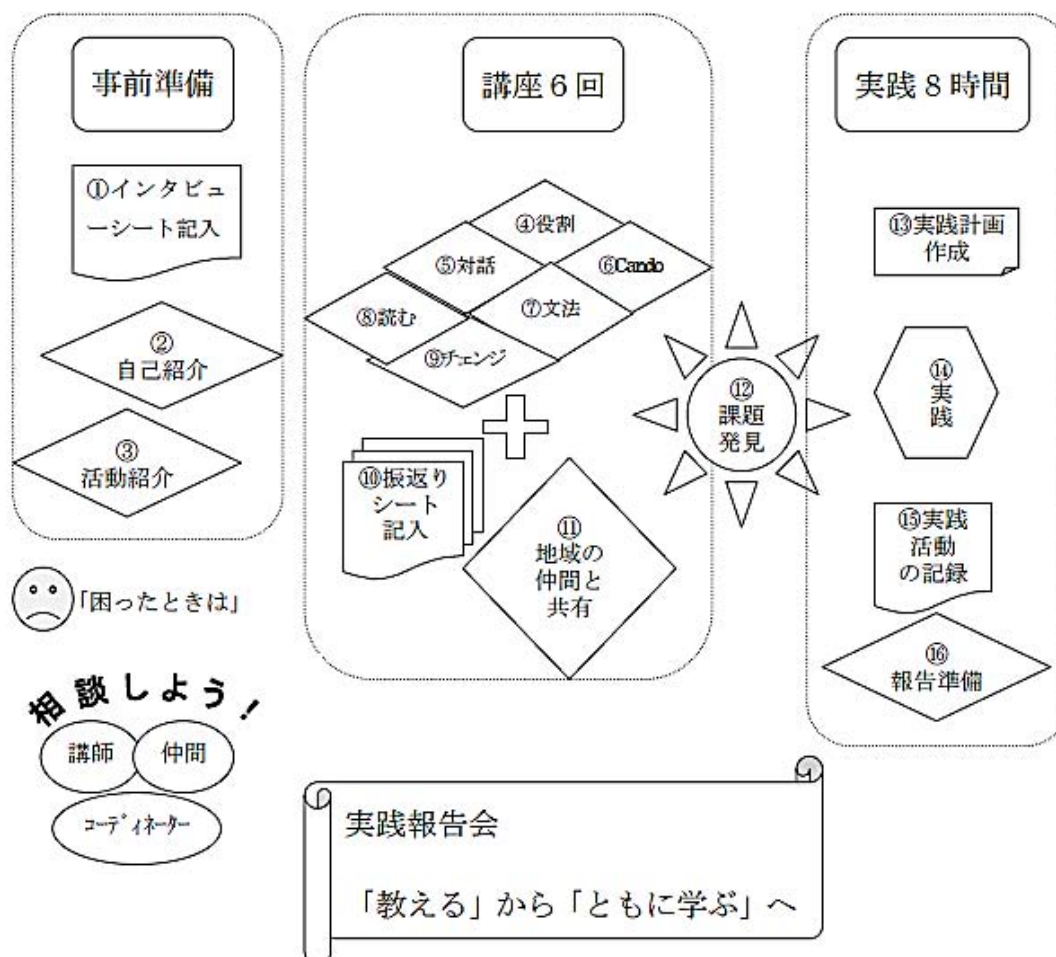 事前準備
①インタビュ
ーシート記入
②
自己紹介
③
活動紹介
講座６回
④役割
⑤対話
⑥Cando
⑦文法
⑧読む
⑨チェンジ
⑩振返り
シート
記入
⑪
地域の
仲間と
共有
⑫
課題
発見
実践８時間
⑬実践計画
作成
⑭
実
践
⑮実践
活動
の記録
⑯
報告準備
「困ったときは」
相談しよう！
講師
仲間
ｺｰﾃﾞｨﾈｰﾀｰ
実践報告会
「教える」から「ともに学ぶ」へ